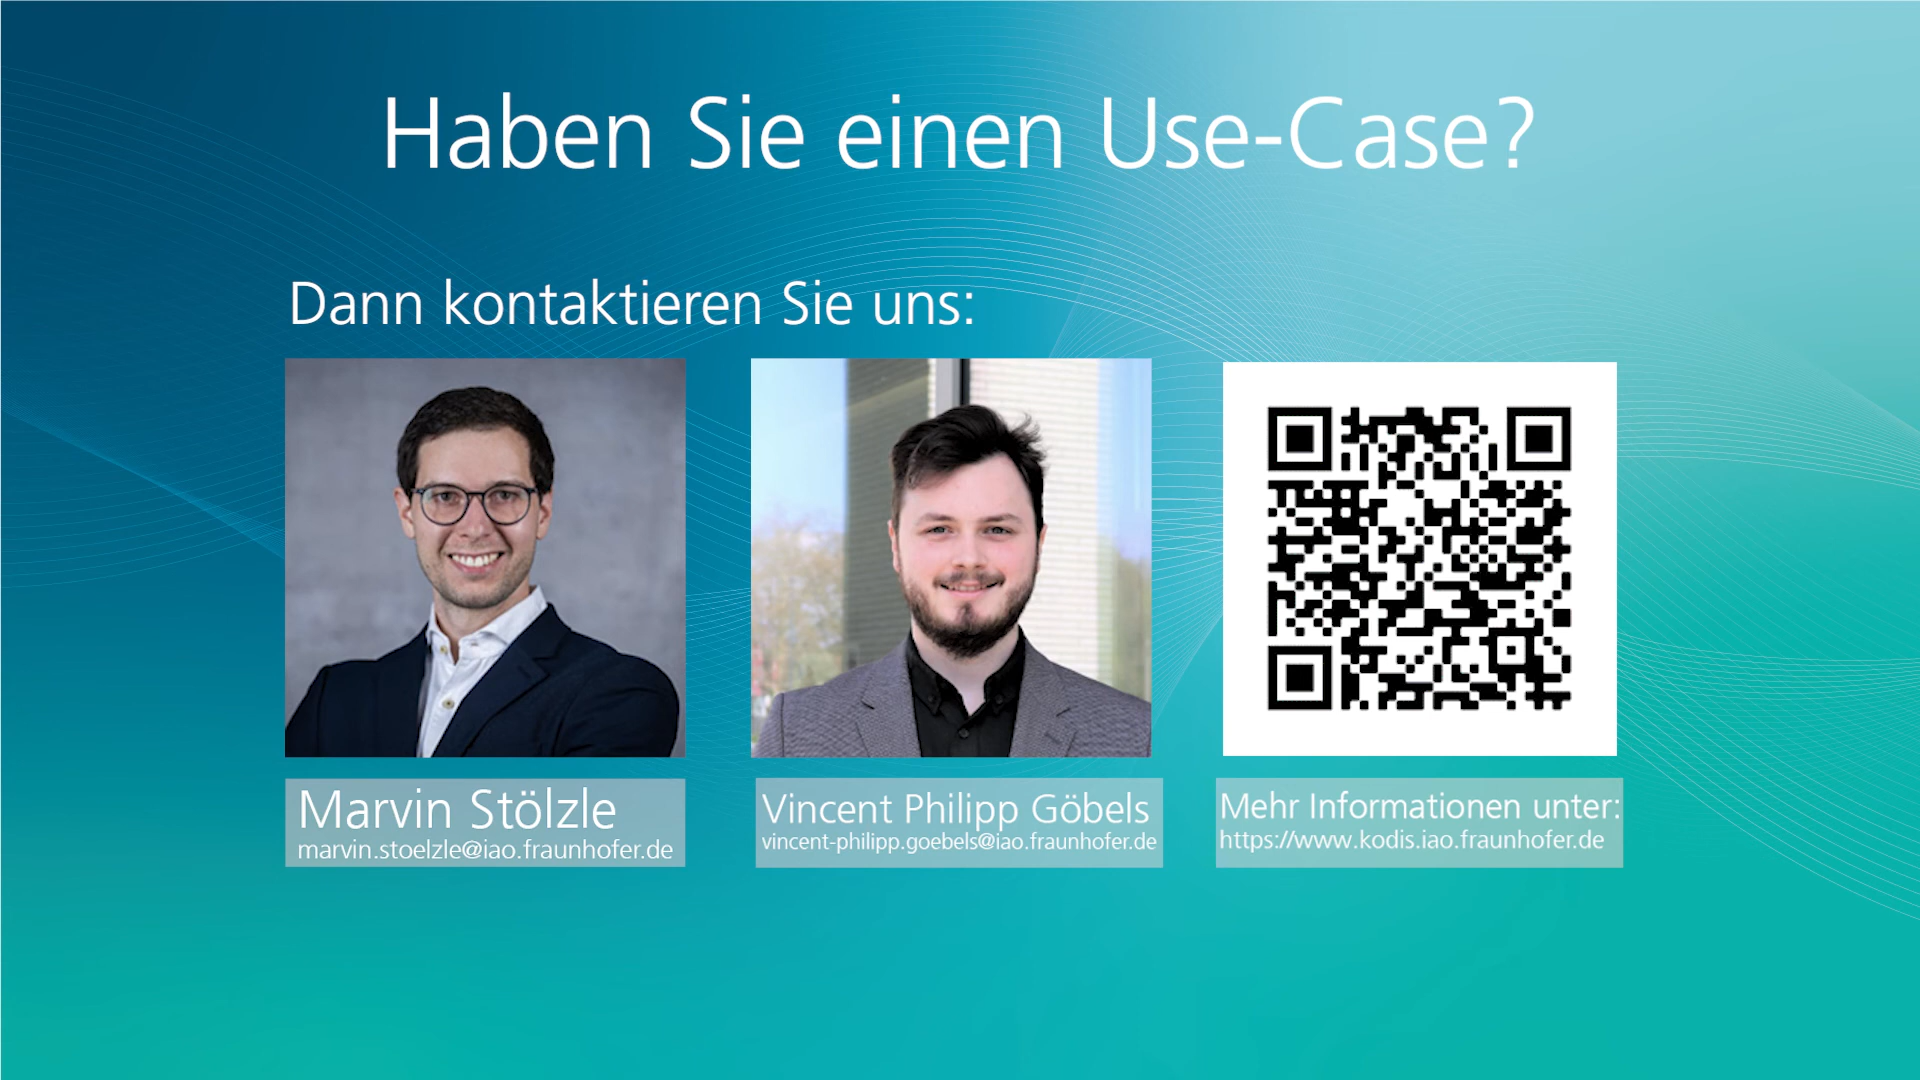 Haben Sie einen Use-Case?
Dann kontaktieren Sie uns:
Marvin Stölzle
marvin.stoelzle@iao.fraunhofer.de
Vincent Philipp Göbels
vincent-philipp.goebels@iao.fraunhofer.de
Mehr Informationen unter:
https://www.kodis.iao.fraunhofer.de